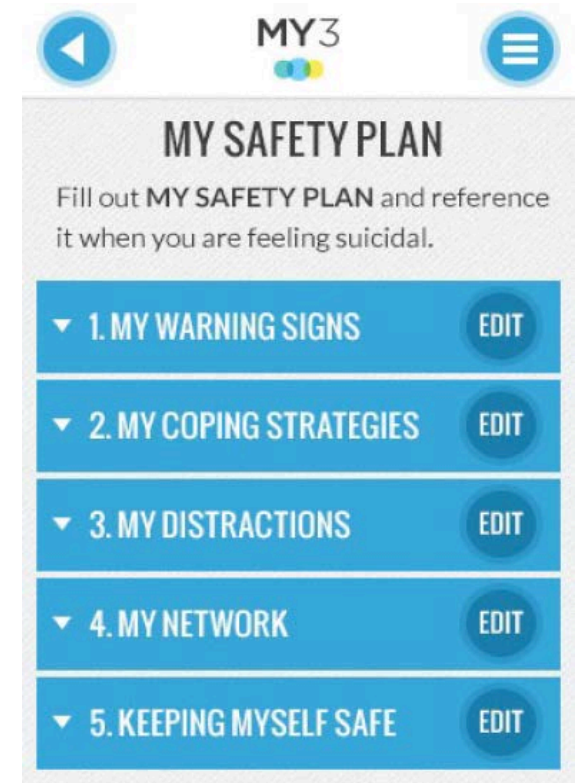 MY3
MY SAFETY PLAN
Fill out MY SAFETY PLAN and reference
it when you are feeling suicidal.
1. MY WARNING SIGNS EDIT
2. MY COPING STRATEGIES EDIT
3. MY DISTRACTIONS EDIT
4. MY NETWORK EDIT
5. KEEPING MYSELF SAFE EDIT